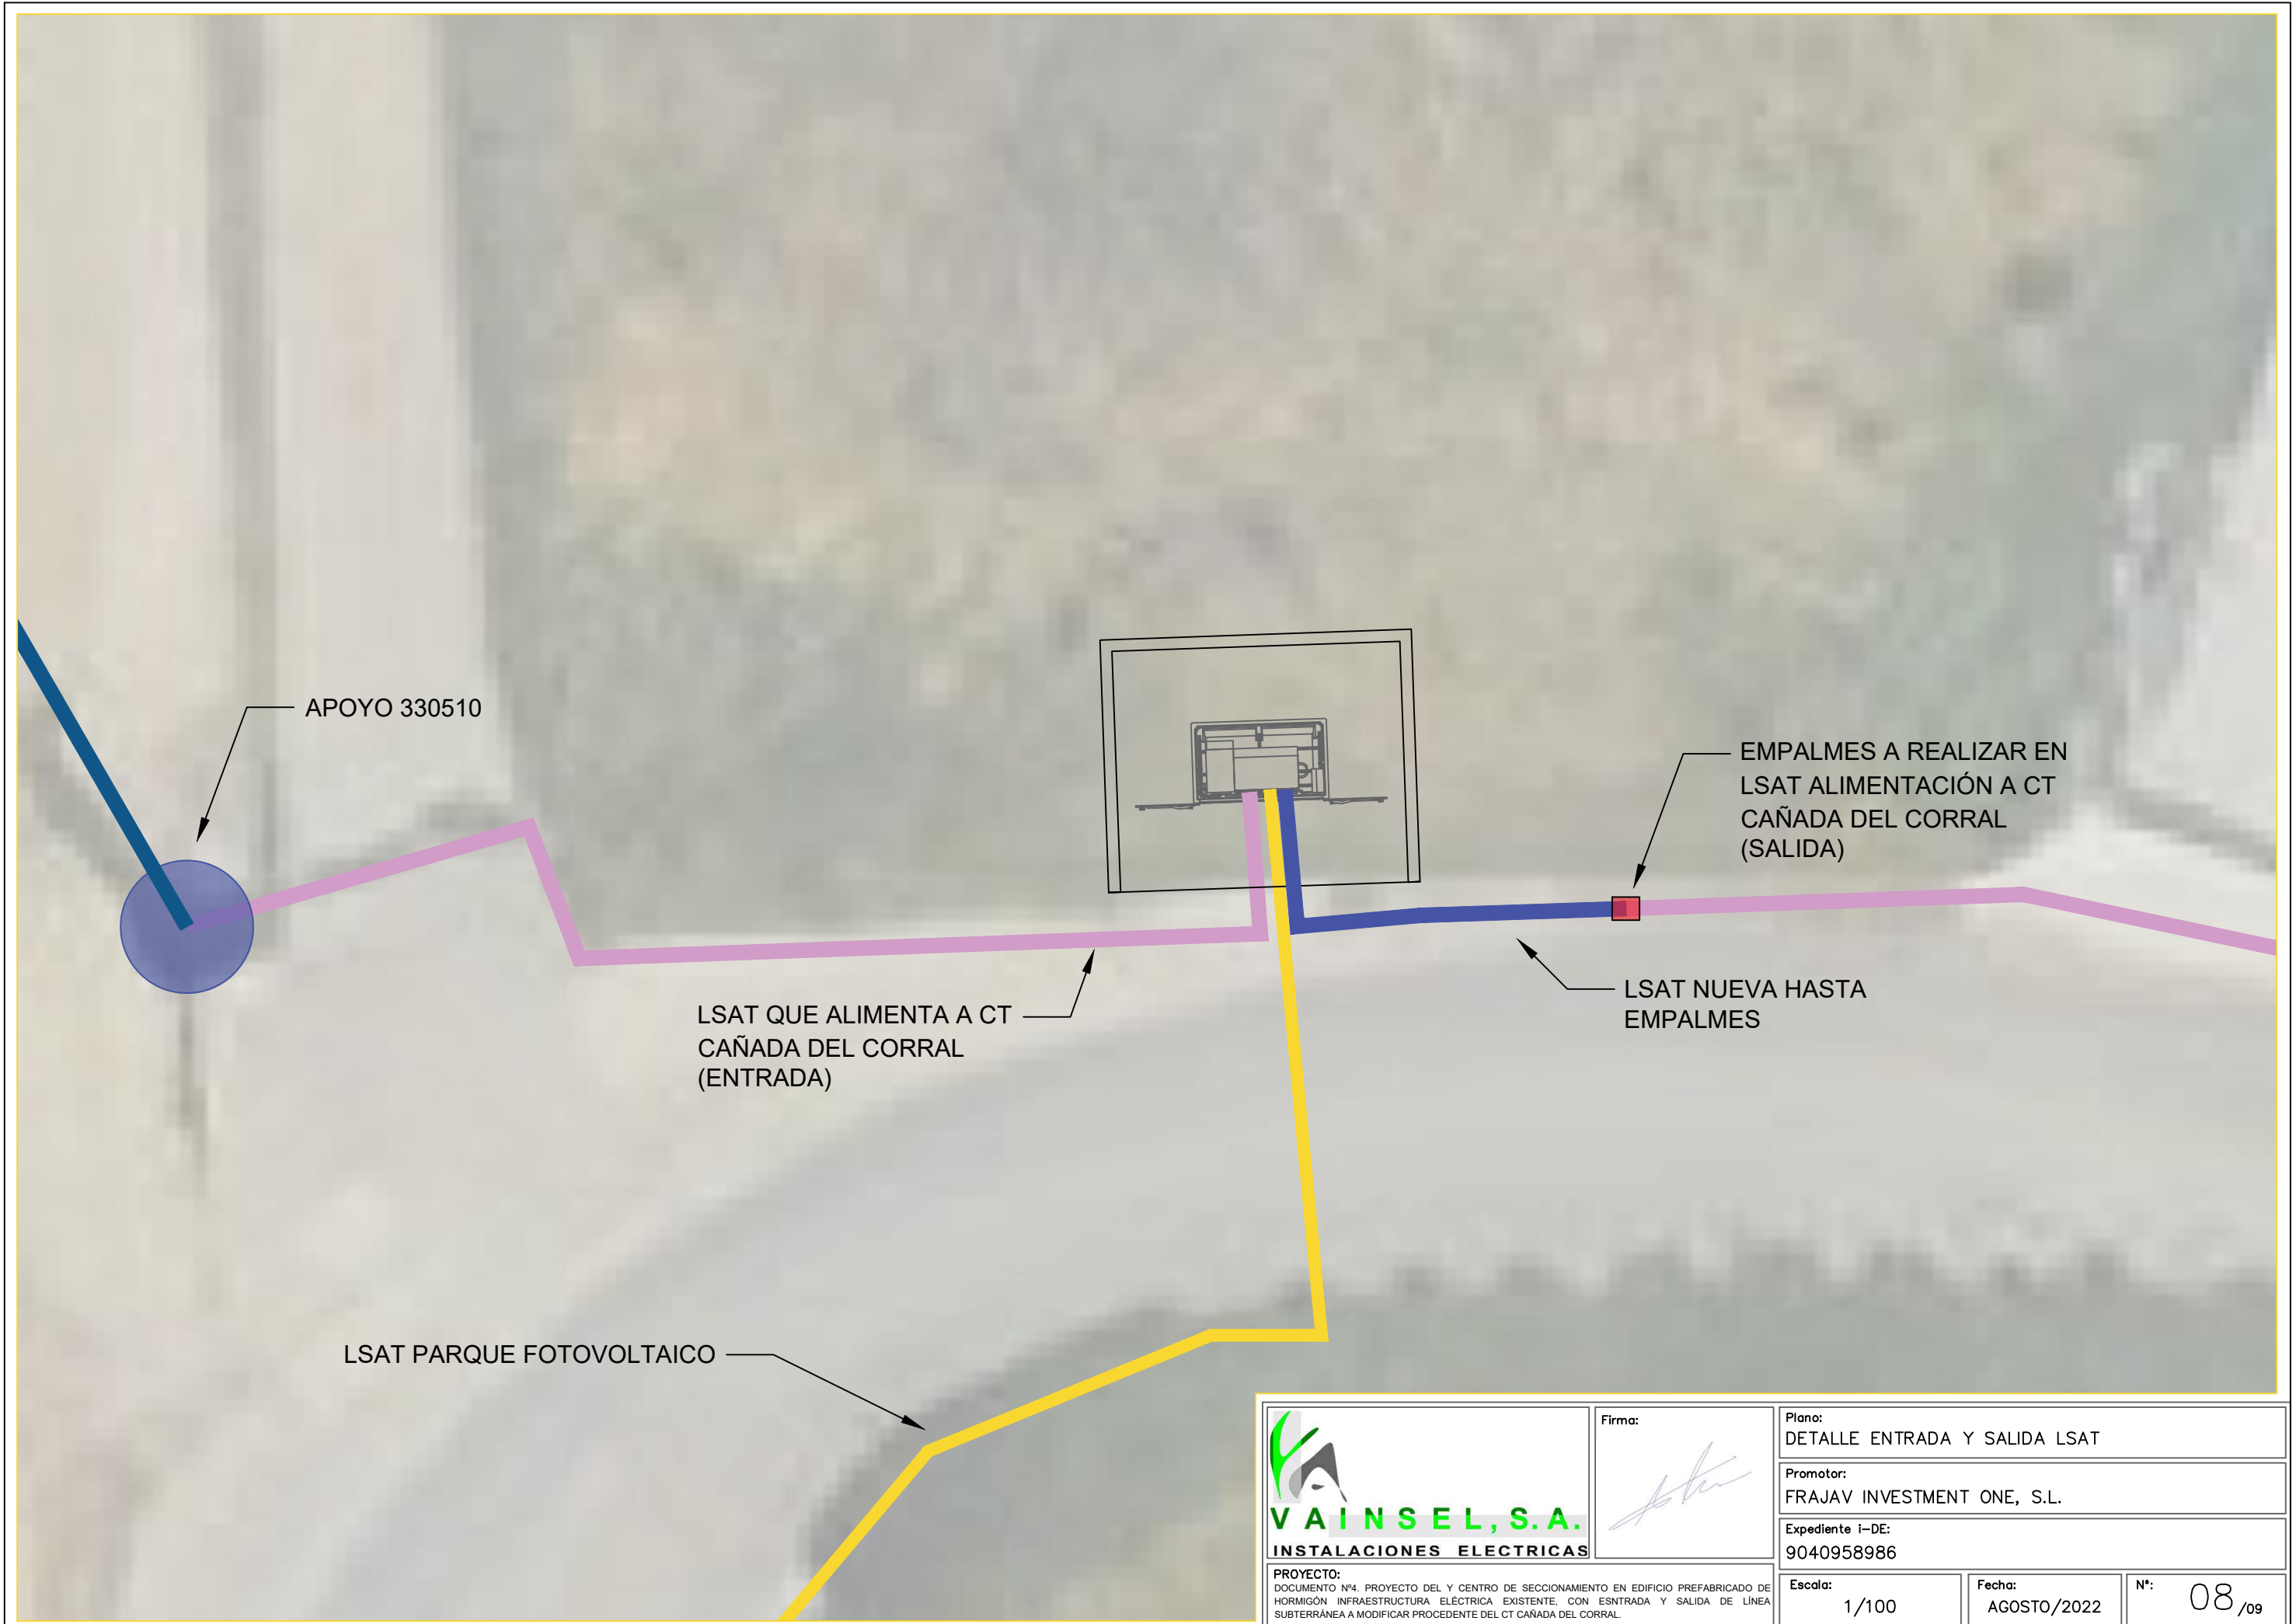 APOYO 330510
EMPALMES A REALIZAR EN
LSAT ALIMENTACIÓN A CT
CAÑADA DEL CORRAL
(SALIDA)
LSAT QUE ALIMENTA A CT
CAÑADA DEL CORRAL
(ENTRADA)
LSAT NUEVA HASTA
EMPALMES
LSAT PARQUE FOTOVOLTAICO
VAINSEL, S.A.
INSTALACIONES ELECTRICAS
Firma:
Plano:
DETALLE ENTRADA Y SALIDA LSAT
Promotor:
FRAJAV INVESTMENT ONE, S.L.
Expediente i-DE:
9040958986
PROYECTO:
DOCUMENTO Nº4. PROYECTO DEL Y CENTRO DE SECCIONAMIENTO EN EDIFICIO PREFABRICADO DE
HORMIGÓN INFRAESTRUCTURA ELÉCTRICA EXISTENTE, CON ESNTRADA Y SALIDA DE LÍNEA
SUBTERRÁNEA A MODIFICAR PROCEDENTE DEL CT CAÑADA DEL CORRAL.
Escala:
1/100
Fecha:
AGOSTO/2022
Nº:
08/09